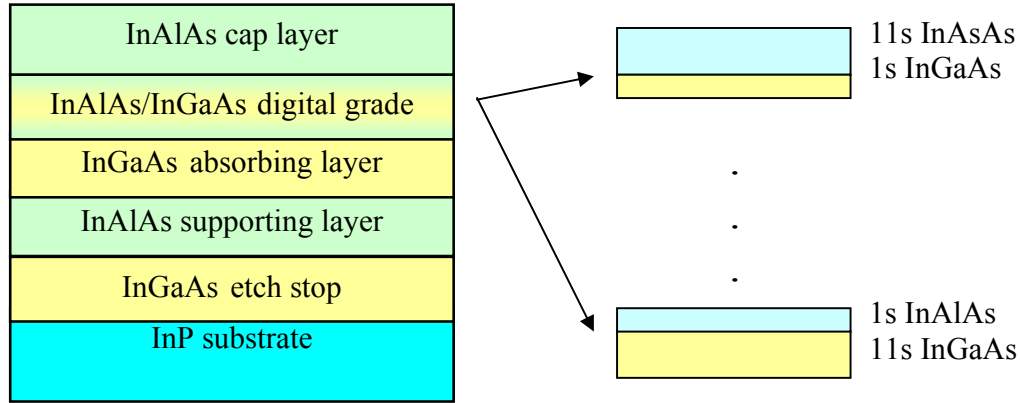 InAlAs cap layer
InAlAs/InGaAs digital grade
InGaAs absorbing layer
InAlAs supporting layer
InGaAs etch stop
InP substrate
11s InAsAs
1s InGaAs
1s InAlAs
11s InGaAs